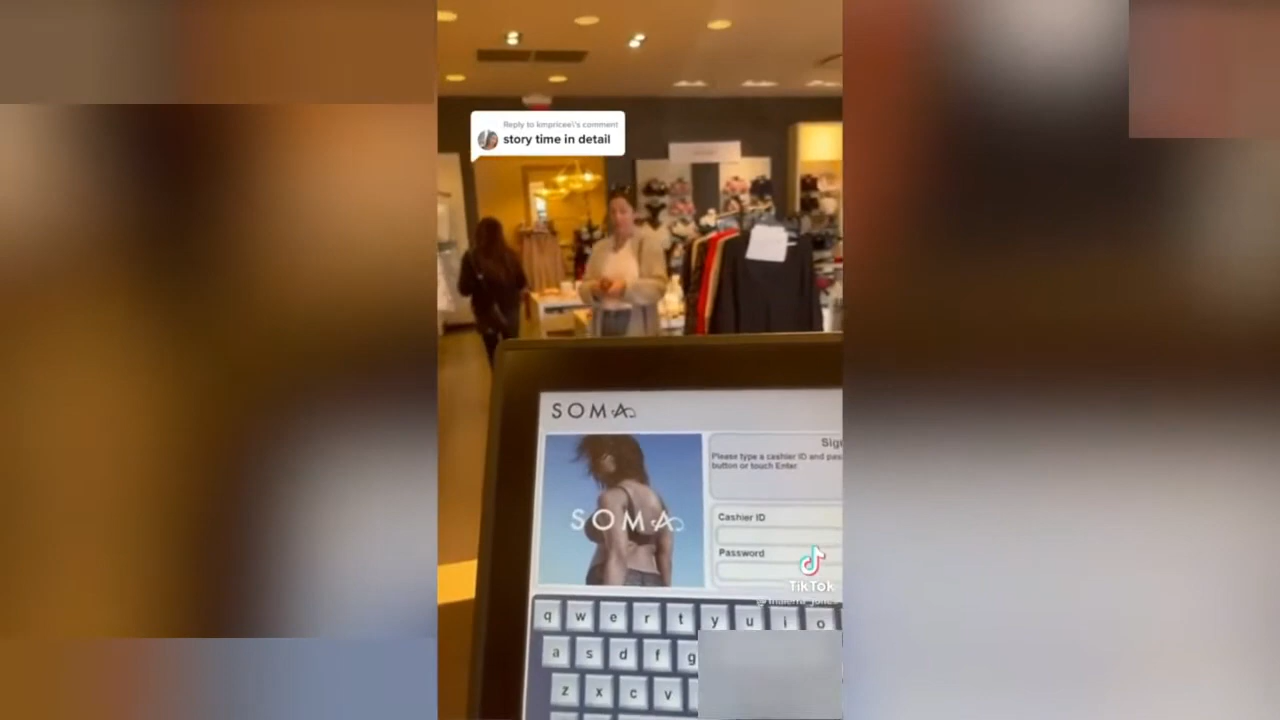 Reply to kmpricee\'s comment
story time in detail
SOMA
SOMA
Please type a cashier ID and
button or touch Enter
Cashier ID
Password
TikTok
q w e r t y u i o
a s d f g
z x c v